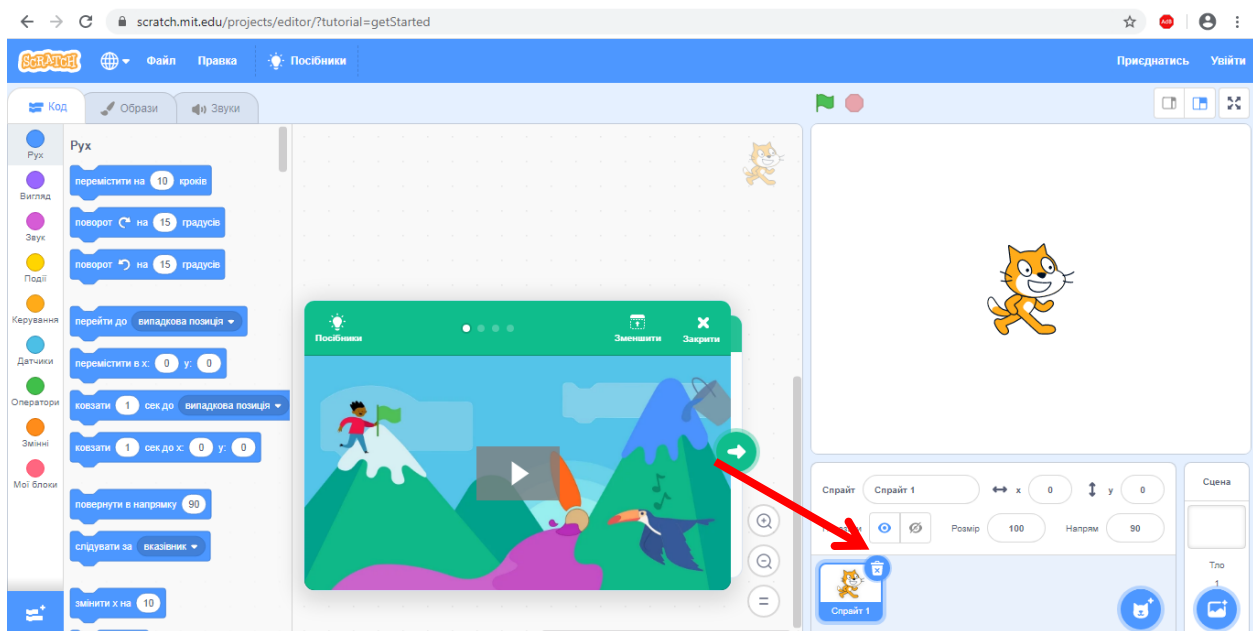 scratch.mit.edu/projects/editor/?tutorial=getStarted
SCRATCH Файл Правка Посібники Приєднатись Увійти
Код Образи Звуки
Рух
Вигляд
Звук
Події
Керування
Датчики
Оператори
Змінні
Мої блоки
Рух
перемістити на 10 кроків
поворот на 15 градусів
поворот на 15 градусів
перейти до випадкова позиція
перемістити в x: 0 y: 0
ковзати 1 сек до випадкова позиція
ковзати 1 сек до x: 0 y: 0
повернути в напрямку 90
слідувати за вказівник
змінити x на 10
Посібники Зменшити Закрити
Спрайт Спрайт 1 x 0 y 0
Розмір 100 Напрям 90
Спрайт 1
Сцена
Тло
1